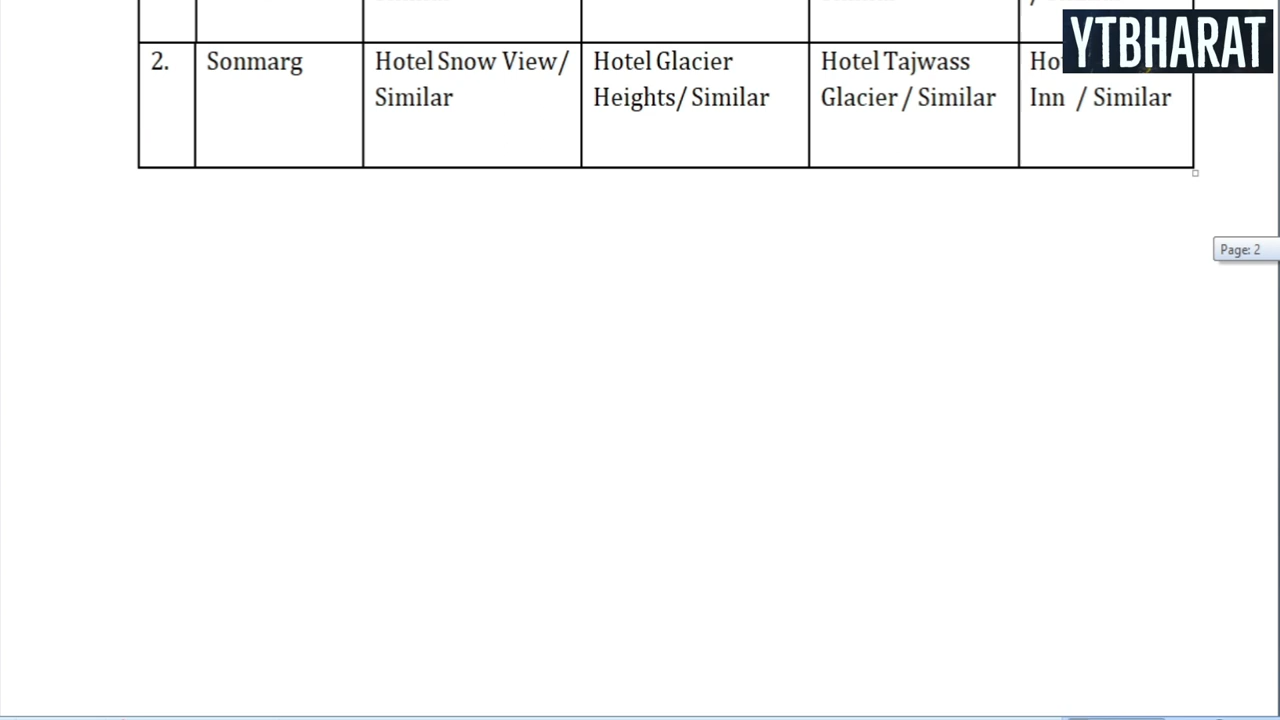 YTBHARAT
2. Sonmarg Hotel Snow View/ Hotel Glacier Hotel Tajwass
Similar Heights/ Similar Glacier / Similar Inn / Similar
Page: 2